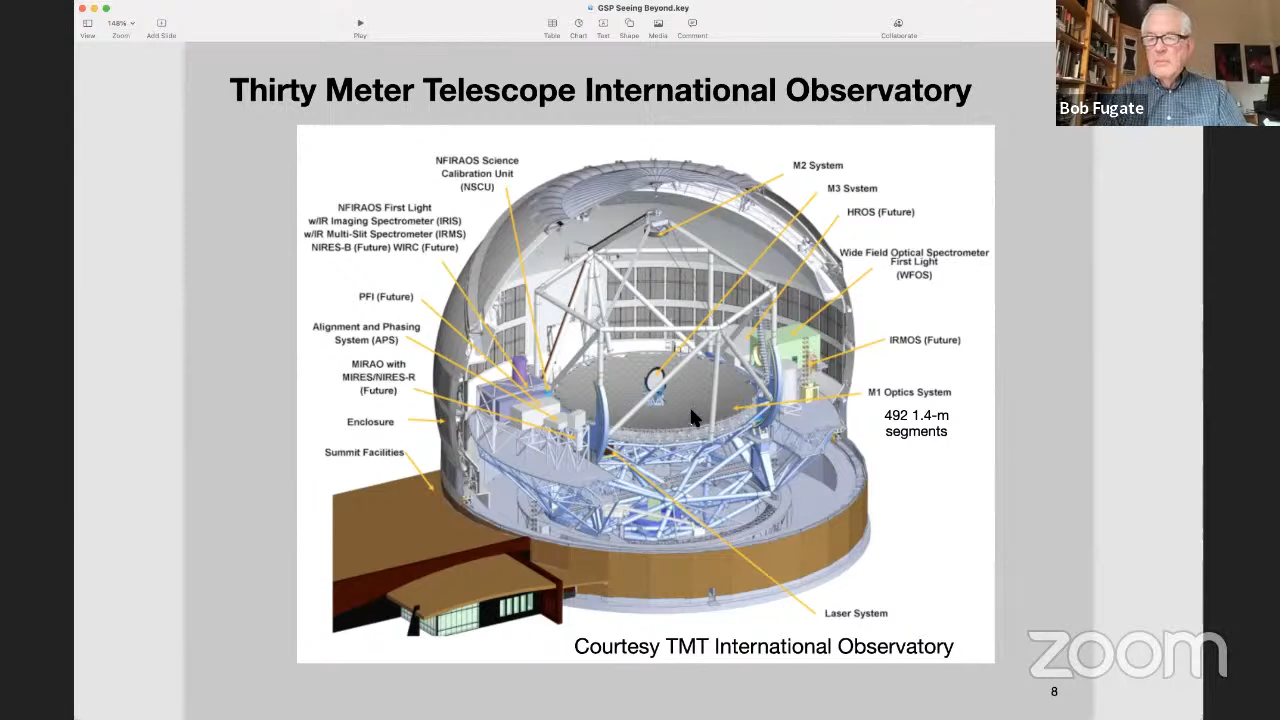 GSP Seeing Beyond.key
148%
View
Zoom
Add Slide
Play
Table
Chart
Text
Shape
Media
Comment
Collaborate
Bob Fugate
Thirty Meter Telescope International Observatory
NFIRAOS Science
Calibration Unit
(NSCU)
NFIRAOS First Light
w/IR Imaging Spectrometer (IRIS)
w/IR Multi-Slit Spectrometer (IRMS)
NIRES-B (Future) WIRC (Future)
PFI (Future)
Alignment and Phasing
System (APS)
MIRAO with
MIRES/NIRES-R
(Future)
Enclosure
Summit Facilities
M2 System
M3 System
HROS (Future)
Wide Field Optical Spectrometer
First Light
(WFOS)
IRMOS (Future)
M1 Optics System
492 1.4-m
segments
Laser System
Courtesy TMT International Observatory
zoom
8